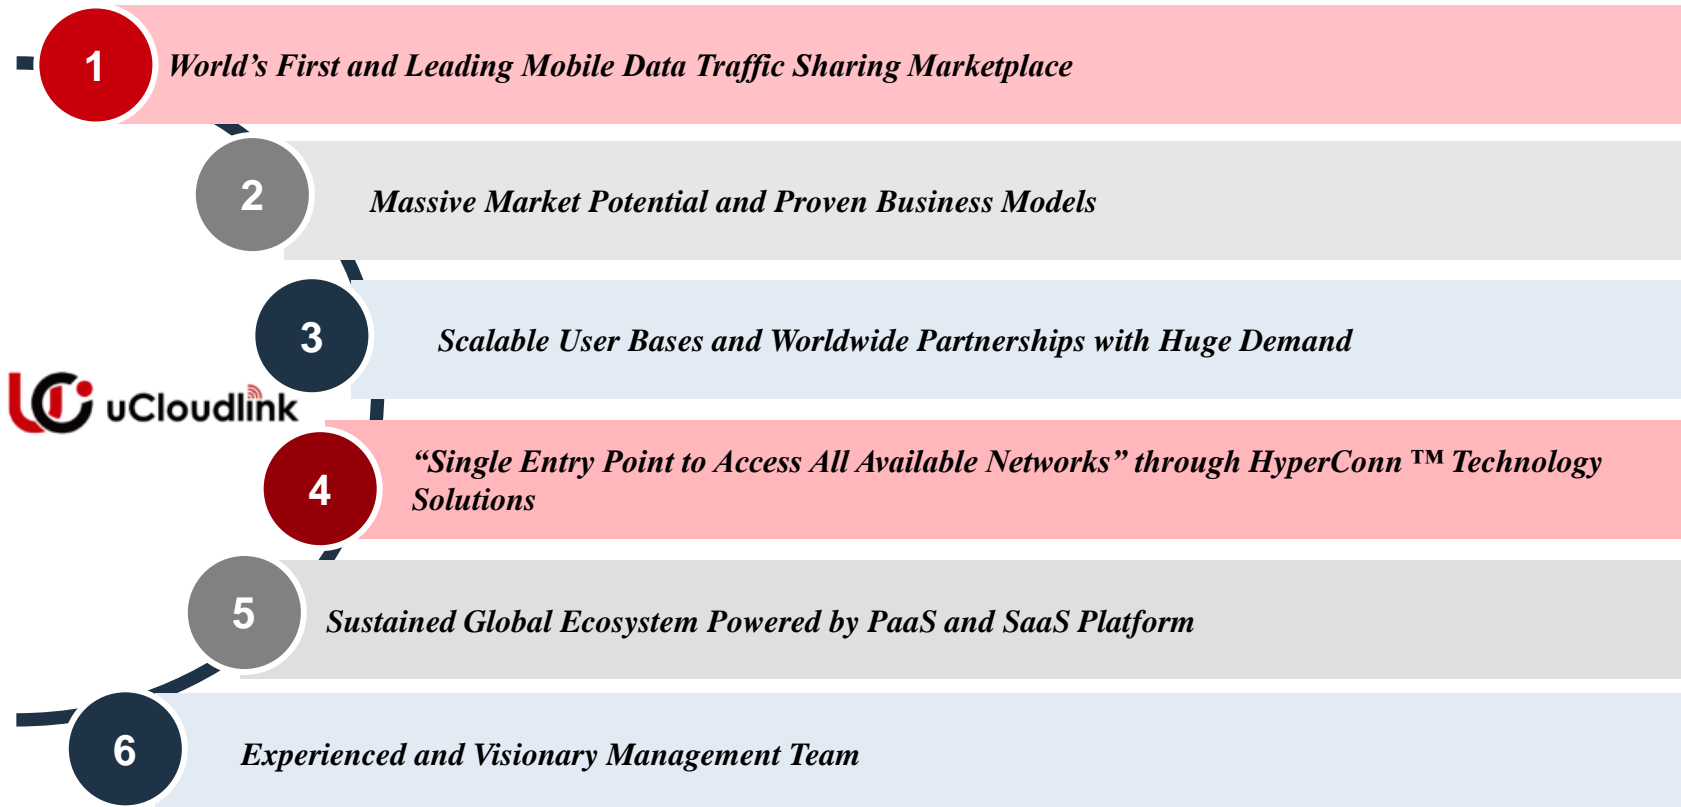 1
World’s First and Leading Mobile Data Traffic Sharing Marketplace
2
Massive Market Potential and Proven Business Models
3
Scalable User Bases and Worldwide Partnerships with Huge Demand
uCloudlink
4
“Single Entry Point to Access All Available Networks” through HyperConn ™ Technology
Solutions
5
Sustained Global Ecosystem Powered by PaaS and SaaS Platform
6
Experienced and Visionary Management Team